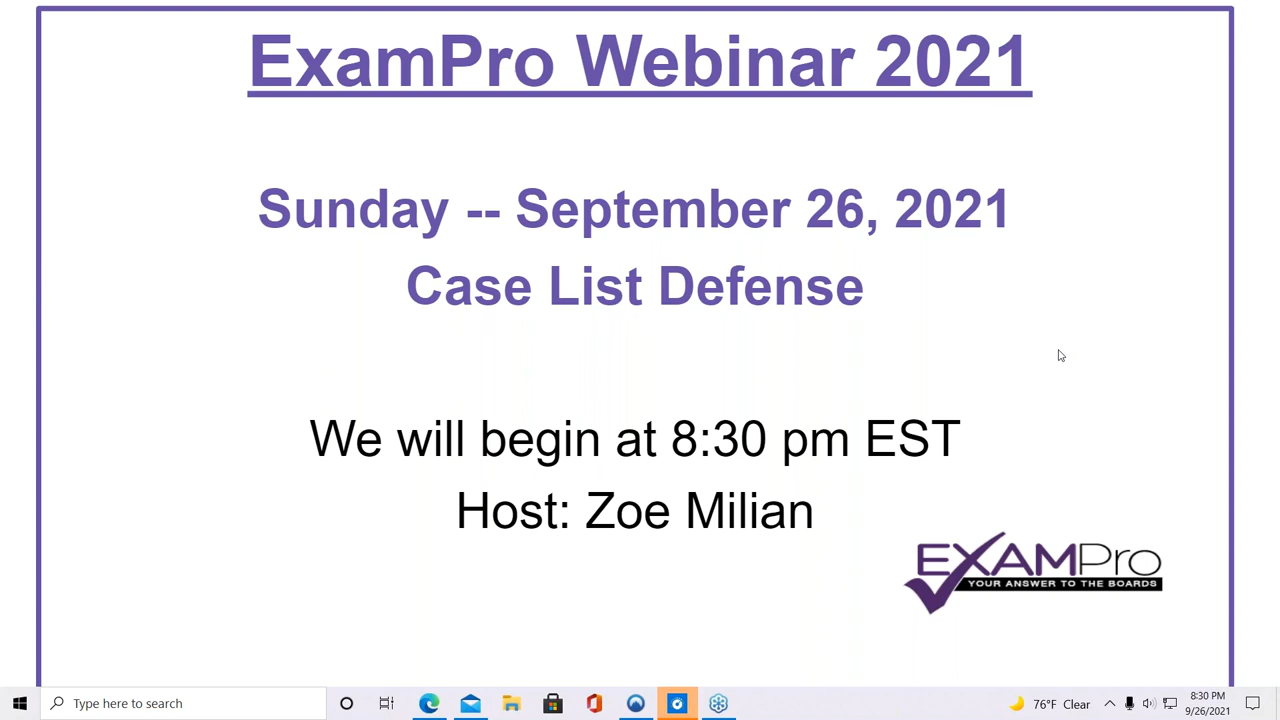 ExamPro Webinar 2021
Sunday -- September 26, 2021
Case List Defense
We will begin at 8:30 pm EST
Host: Zoe Milian
EXAMPro
YOUR ANSWER TO THE BOARDS
Type here to search
76°F Clear
8:30 PM
9/26/2021